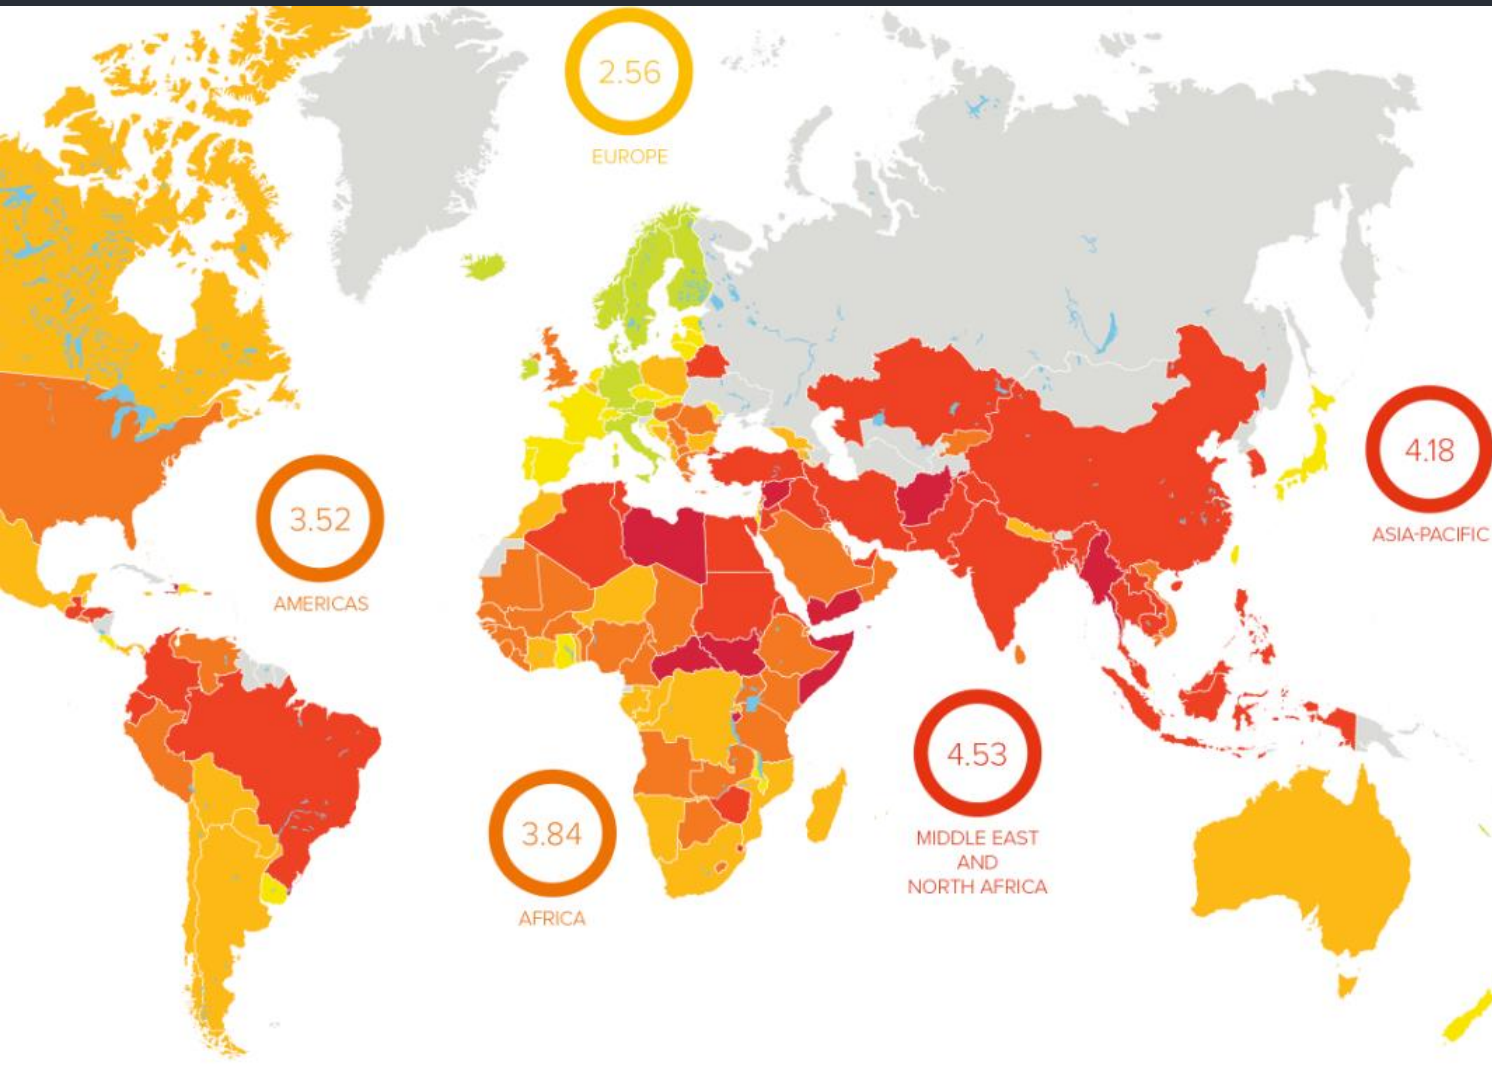 2.56
EUROPE
4.18
ASIA-PACIFIC
3.52
AMERICAS
4.53
MIDDLE EAST
AND
NORTH AFRICA
3.84
AFRICA